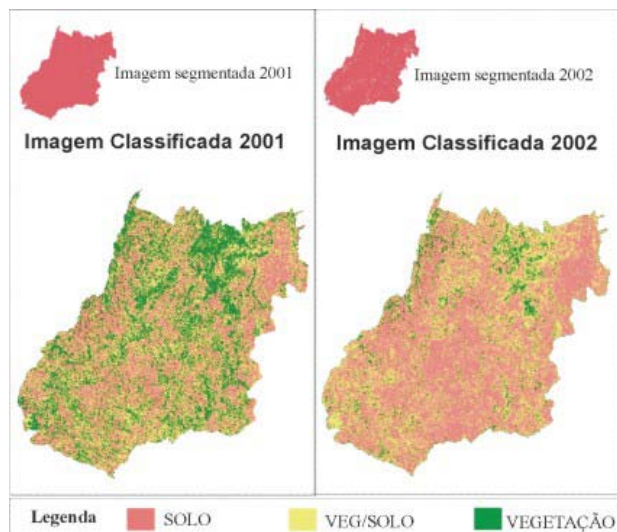 Imagem segmentada 2001
Imagem Classificada 2001
Imagem segmentada 2002
Imagem Classificada 2002
Legenda SOLO VEG/SOLO VEGETAÇÃO